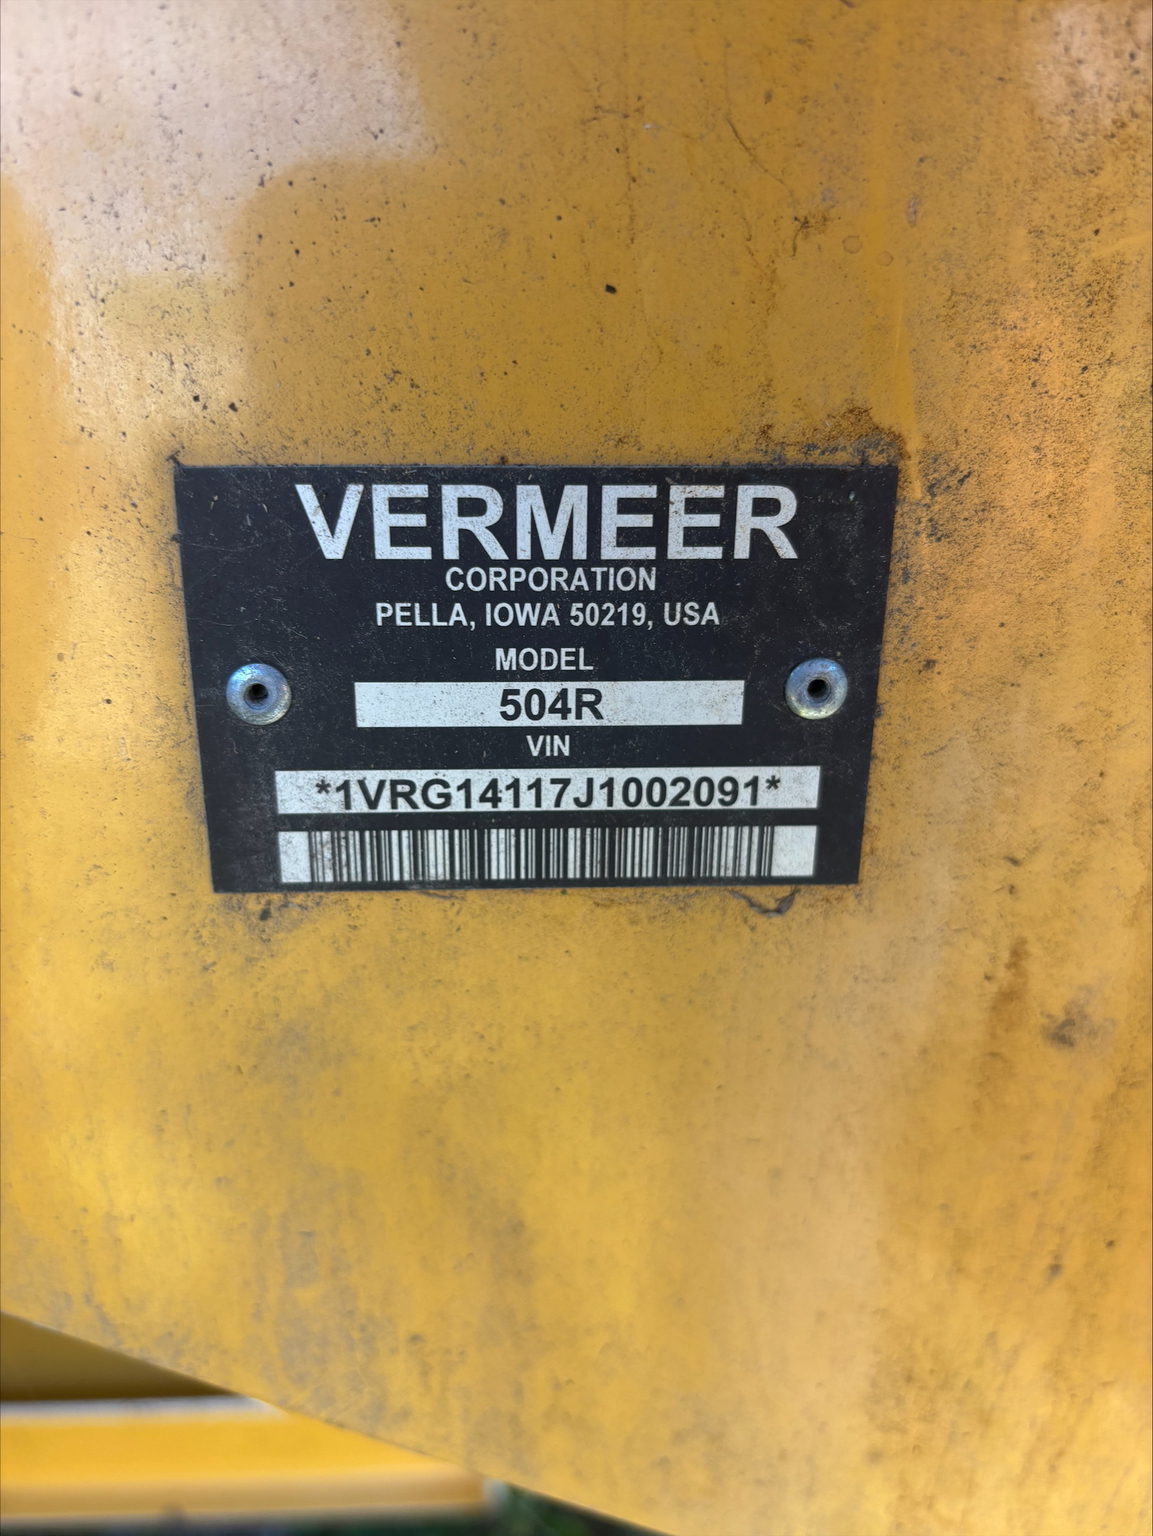 VERMEER
CORPORATION
PELLA, IOWA 50219, USA
MODEL
504R
VIN
*1VRG14117J1002091*